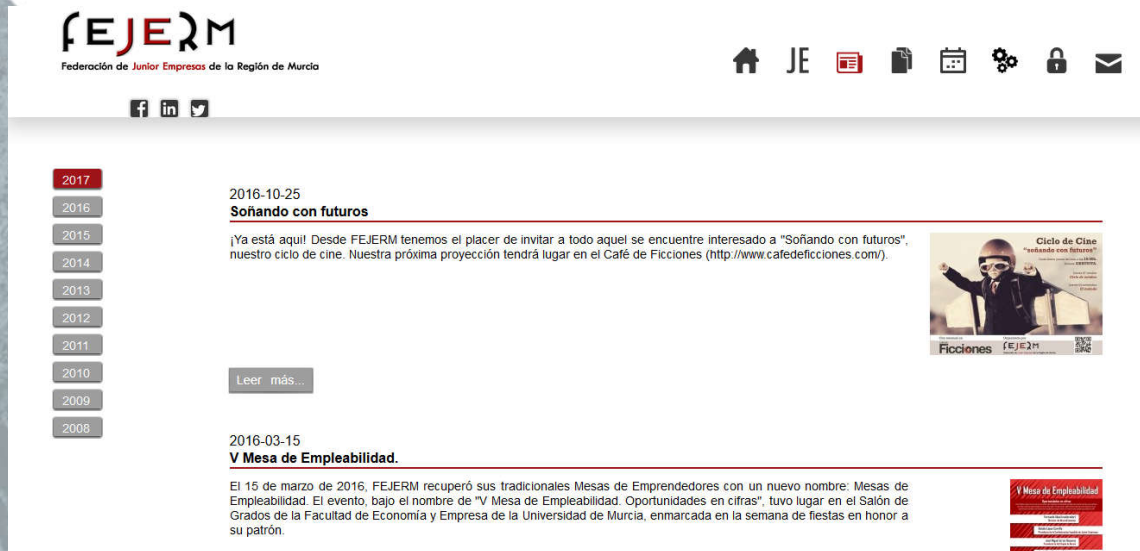 FEJERM
Federación de Junior Empresas de la Región de Murcia
JE
2017
2016
2015
2014
2013
2012
2011
2010
2009
2008
2016-10-25
Soñando con futuros
¡Ya está aqui! Desde FEJERM tenemos el placer de invitar a todo aquel se encuentre interesado a "Soñando con futuros",
nuestro ciclo de cine. Nuestra próxima proyección tendrá lugar en el Café de Ficciones (http://www.cafedeficciones.com/).
Ciclo de Cine
"soñando con futuros"
Ficciones FEJERM
Leer más...
2016-03-15
V Mesa de Empleabilidad.
El 15 de marzo de 2016, FEJERM recuperó sus tradicionales Mesas de Emprendedores con un nuevo nombre: Mesas de
Empleabilidad. El evento, bajo el nombre de "V Mesa de Empleabilidad. Oportunidades en cifras", tuvo lugar en el Salón de
Grados de la Facultad de Economía y Empresa de la Universidad de Murcia, enmarcada en la semana de fiestas en honor a
su patrón.
V Mesa de Empleabilidad